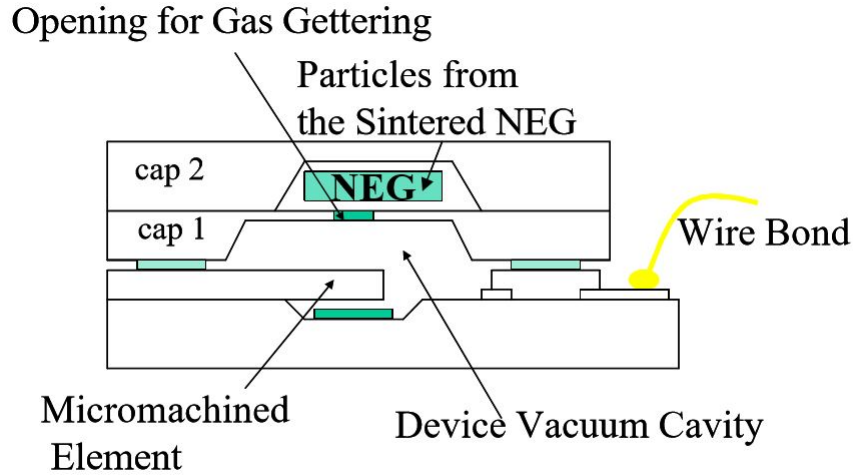 Opening for Gas Gettering
Particles from
the Sintered NEG
cap 2
NEG
cap 1
Wire Bond
Micromachined
Element
Device Vacuum Cavity